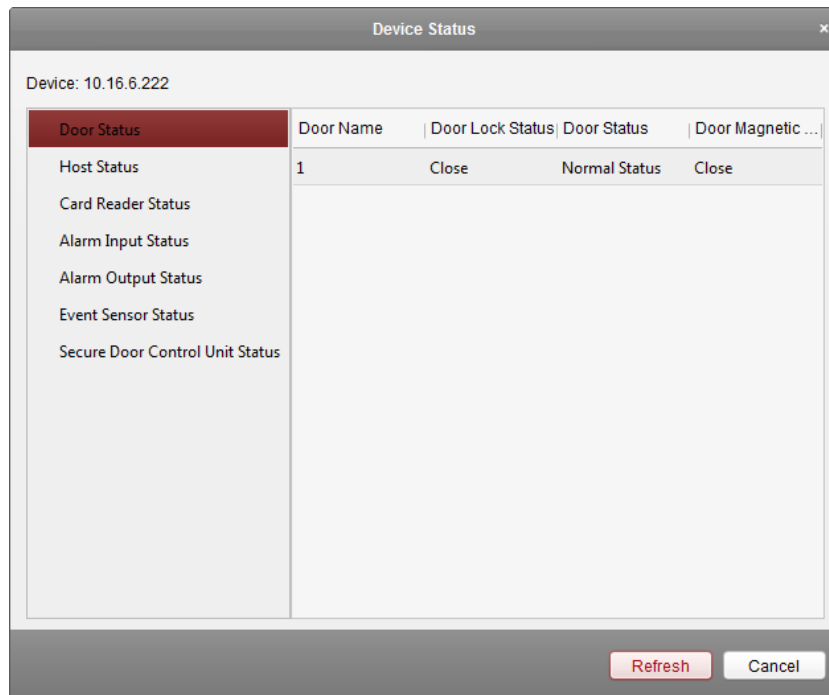 Device Status ×
Device: 10.16.6.222
Door Status
Host Status
Card Reader Status
Alarm Input Status
Alarm Output Status
Event Sensor Status
Secure Door Control Unit Status
Door Name Door Lock Status Door Status Door Magnetic ...
1 Close Normal Status Close
Refresh Cancel